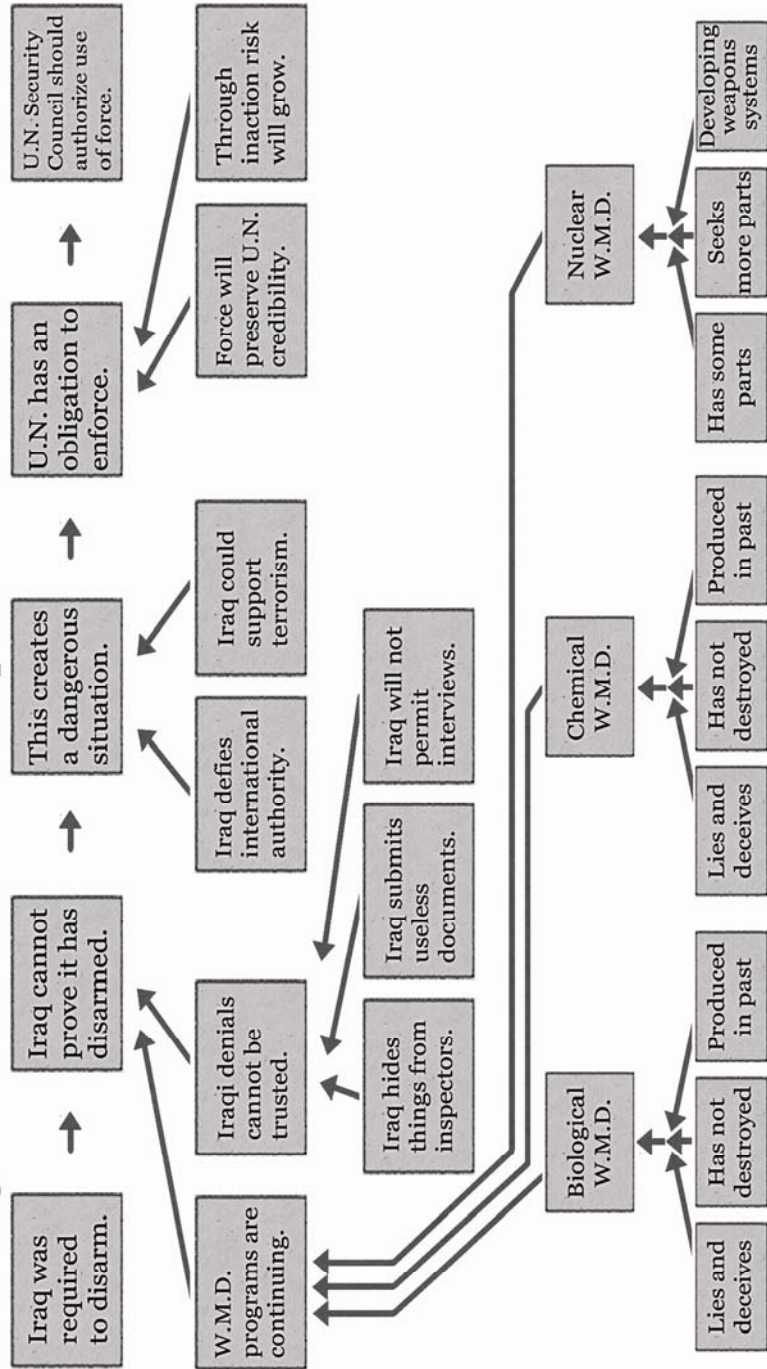 Iraq was
required
to disarm.
Iraq cannot
prove it has
disarmed.
This creates
a dangerous
situation.
U.N. has an
obligation to
enforce.
U.N. Security
Council should
authorize use
of force.
W.M.D.
programs are
continuing.
Iraqi denials
cannot be
trusted.
Iraq defies
international
authority.
Iraq could
support
terrorism.
Force will
preserve U.N.
credibility.
Through
inaction risk
will grow.
Iraq hides
things from
inspectors.
Iraq submits
useless
documents.
Iraq will not
permit
interviews.
Biological
W.M.D.
Chemical
W.M.D.
Nuclear
W.M.D.
Lies and
deceives
Has not
destroyed
Produced
in past
Lies and
deceives
Has not
destroyed
Produced
in past
Has some
parts
Seeks
more parts
Developing
weapons
systems